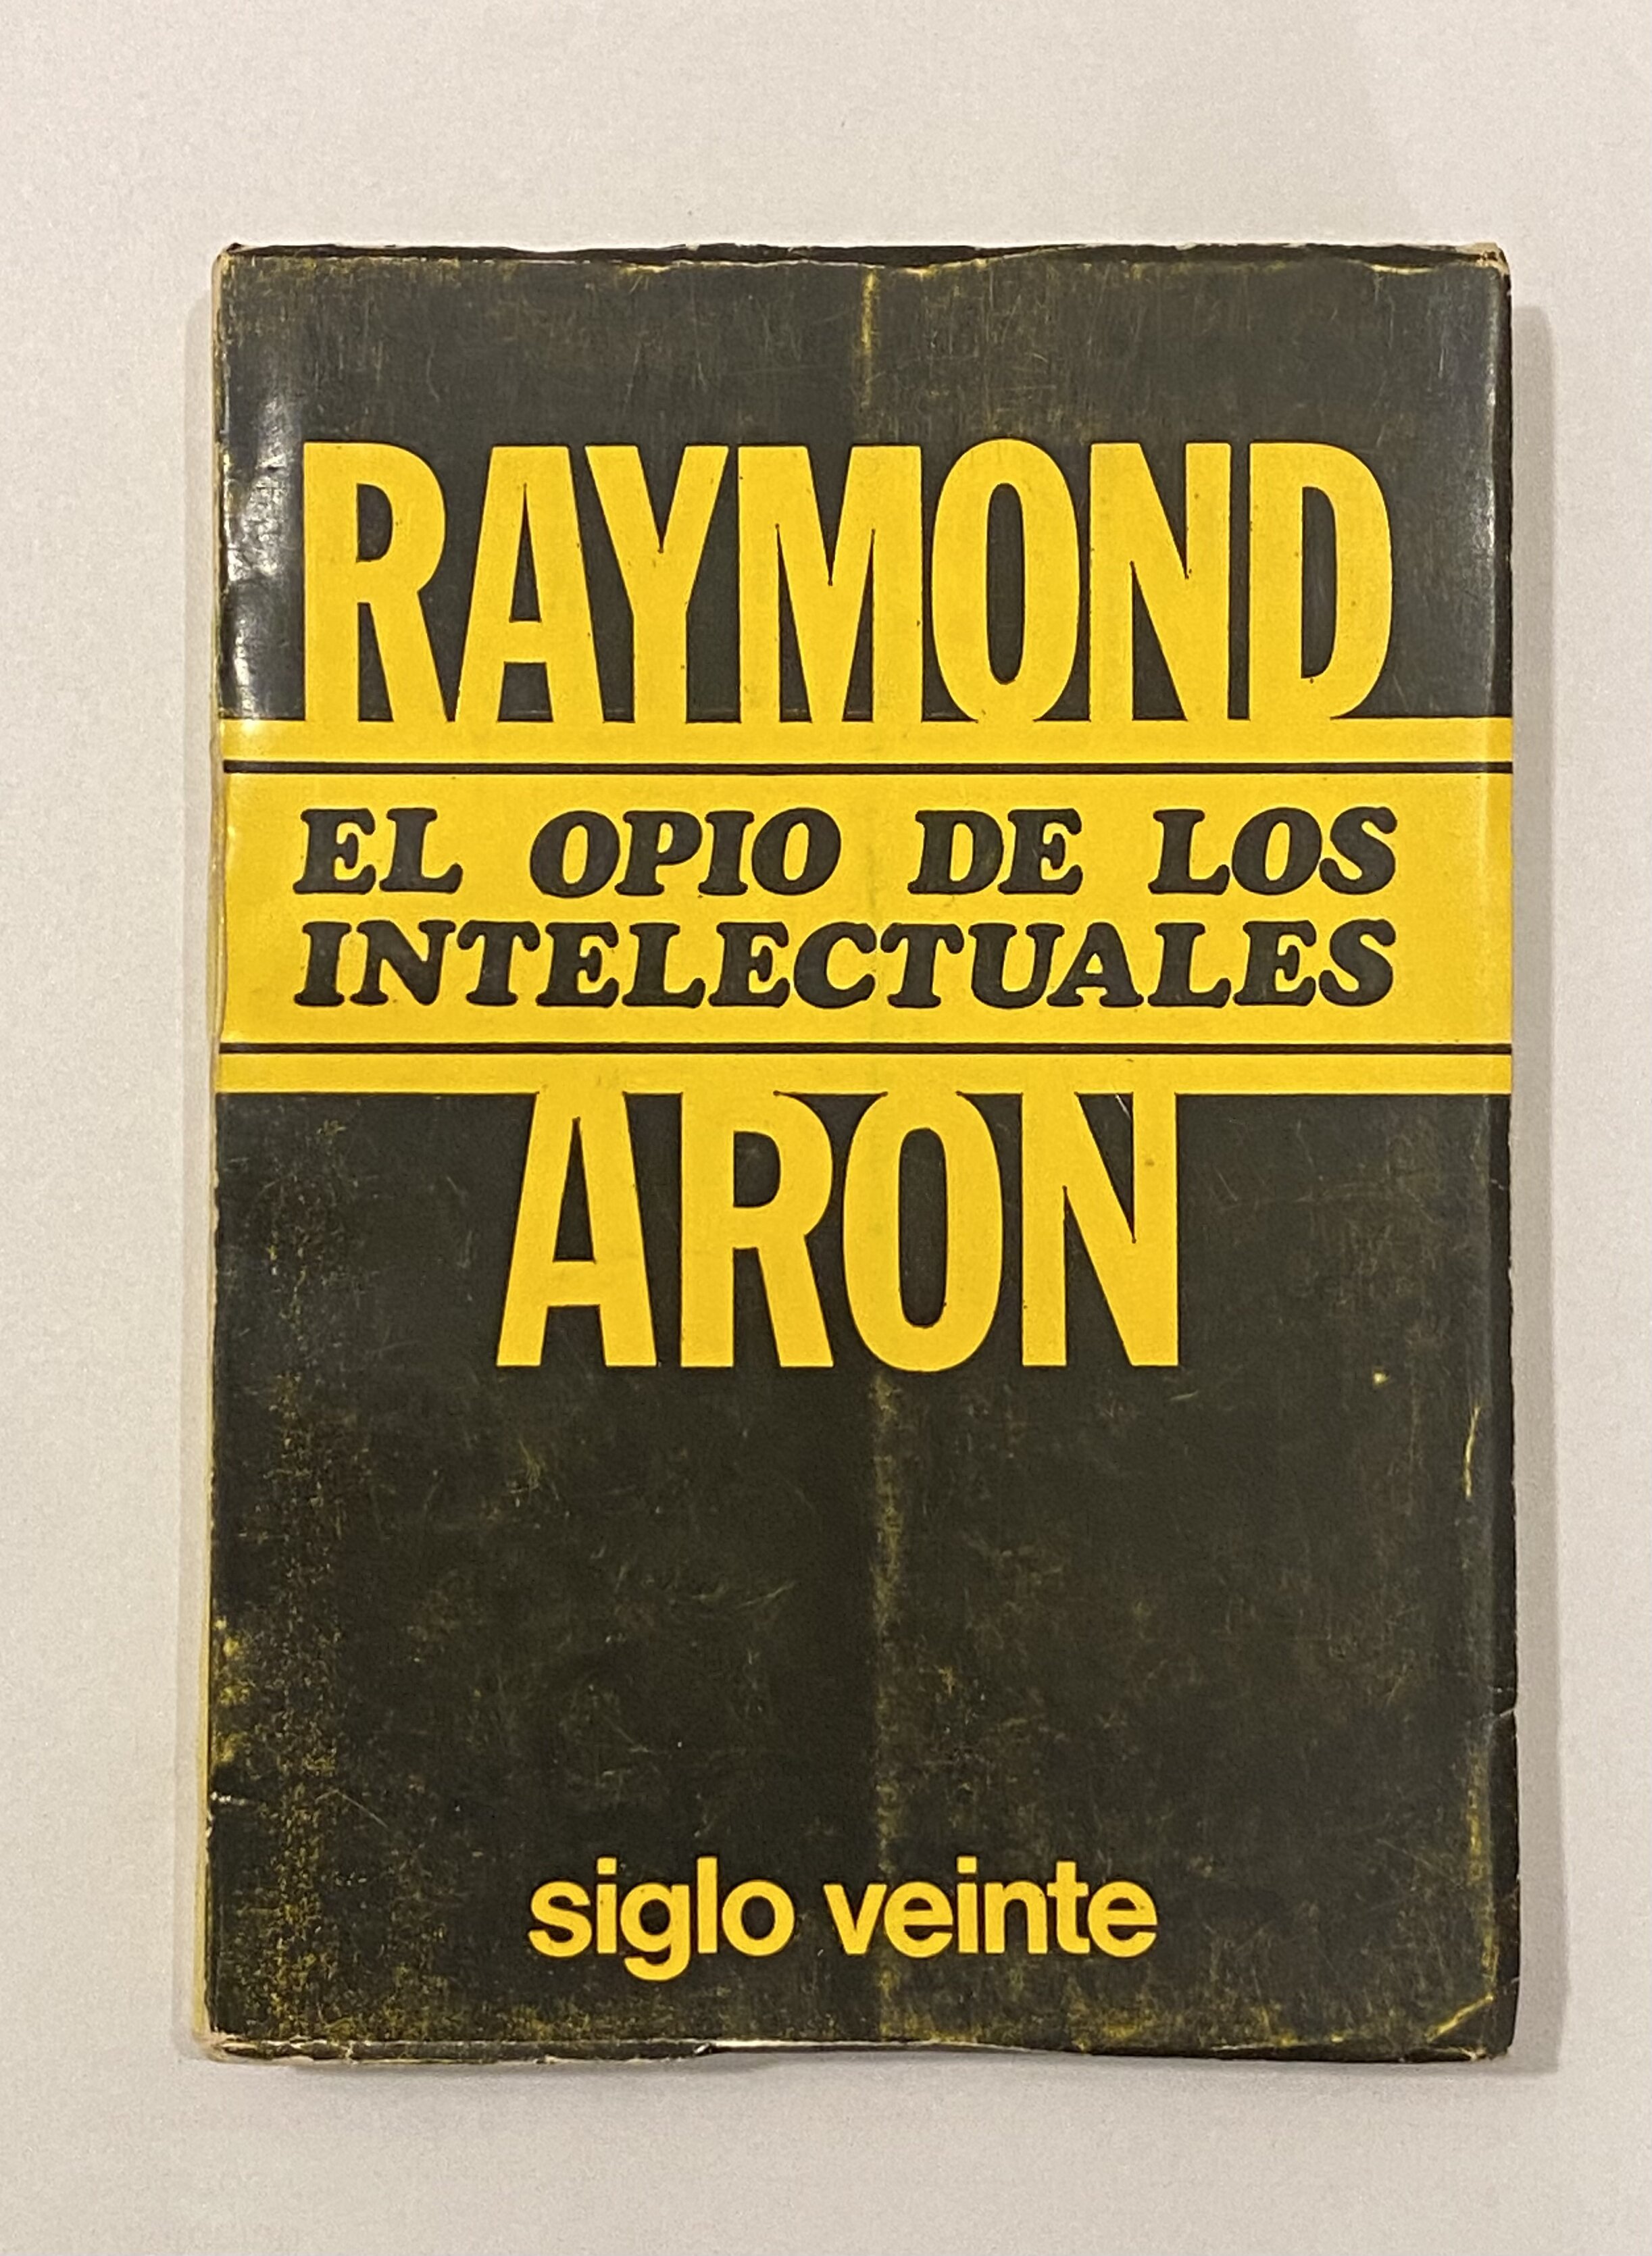 RAYMOND
EL OPIO DE LOS
INTELECTUALES
ARON
siglo veinte